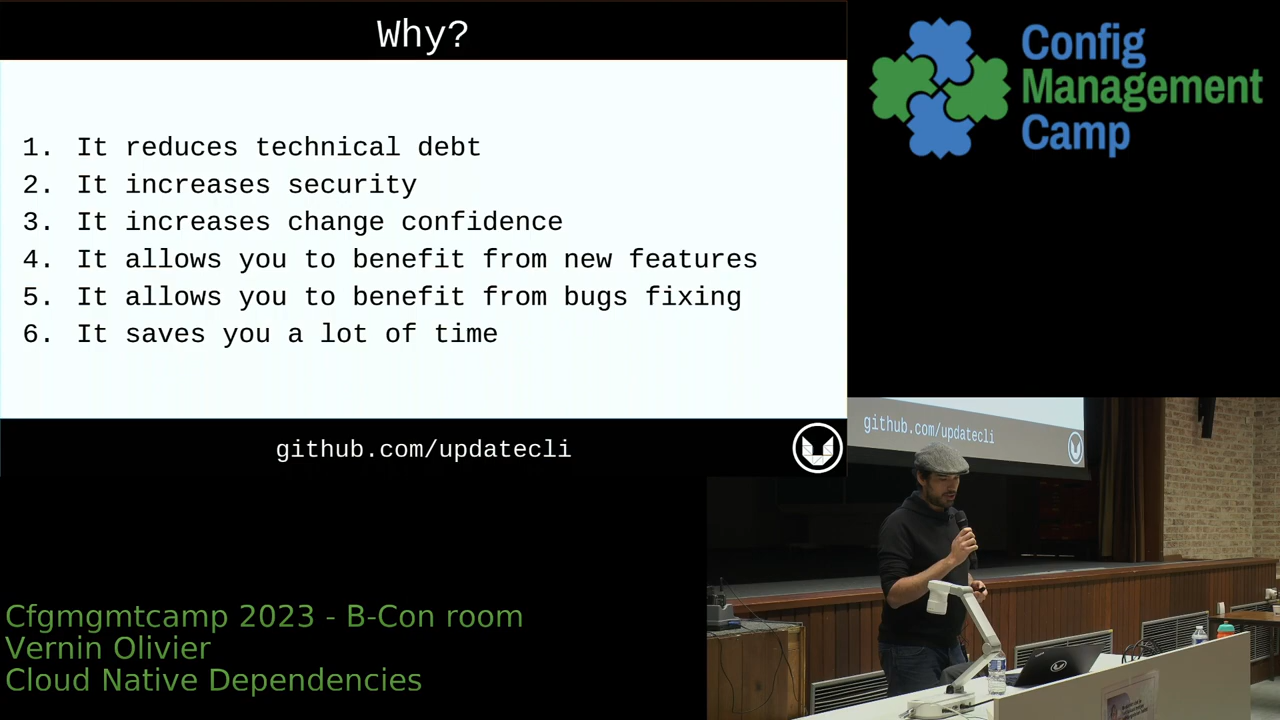 Why?
1. It reduces technical debt
2. It increases security
3. It increases change confidence
4. It allows you to benefit from new features
5. It allows you to benefit from bugs fixing
6. It saves you a lot of time
github.com/updatecli
Config
Management
Camp
github.com/updatecli
Cfgmgmtcamp 2023 - B-Con room
Vernin Olivier
Cloud Native Dependencies